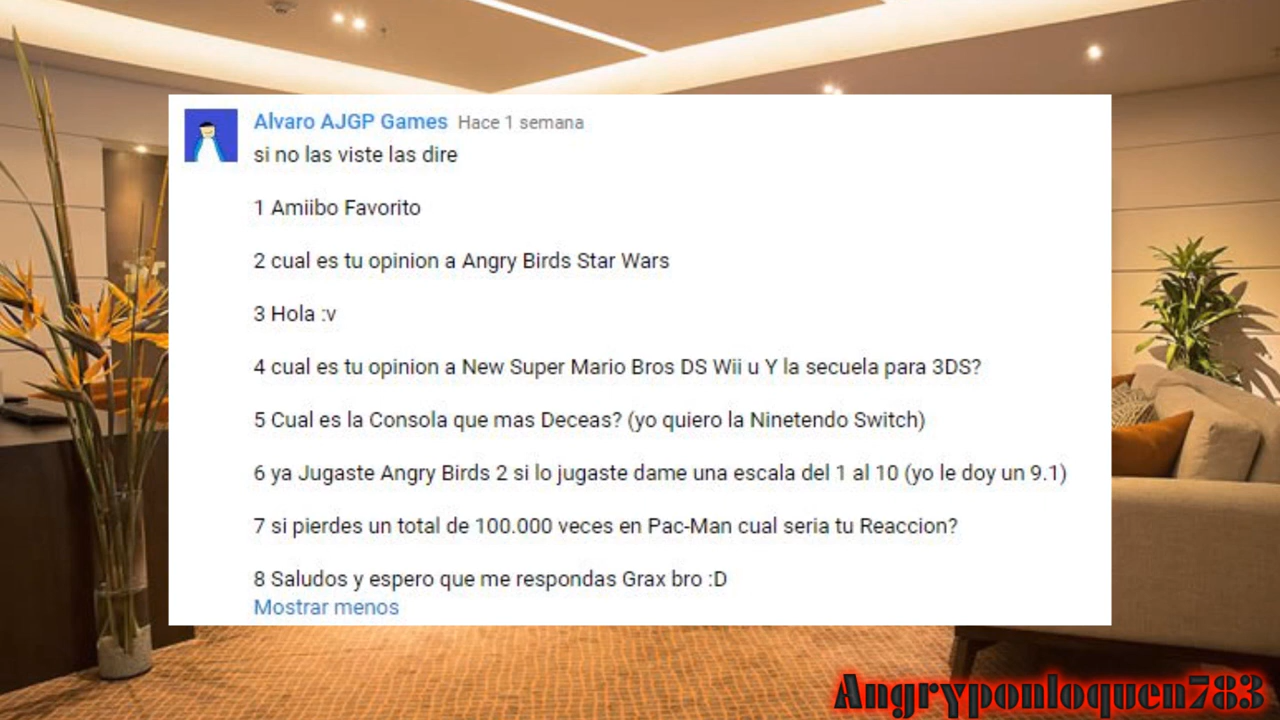 Alvaro AJGP Games Hace 1 semana
si no las viste las dire
1 Amiibo Favorito
2 cual es tu opinion a Angry Birds Star Wars
3 Hola :v
4 cual es tu opinion a New Super Mario Bros DS Wii u Y la secuela para 3DS?
5 Cual es la Consola que mas Deceas? (yo quiero la Ninetendo Switch)
6 ya Jugaste Angry Birds 2 si lo jugaste dame una escala del 1 al 10 (yo le doy un 9.1)
7 si pierdes un total de 100.000 veces en Pac-Man cual seria tu Reaccion?
8 Saludos y espero que me respondas Grax bro :D
Mostrar menos
Angryponloquen783